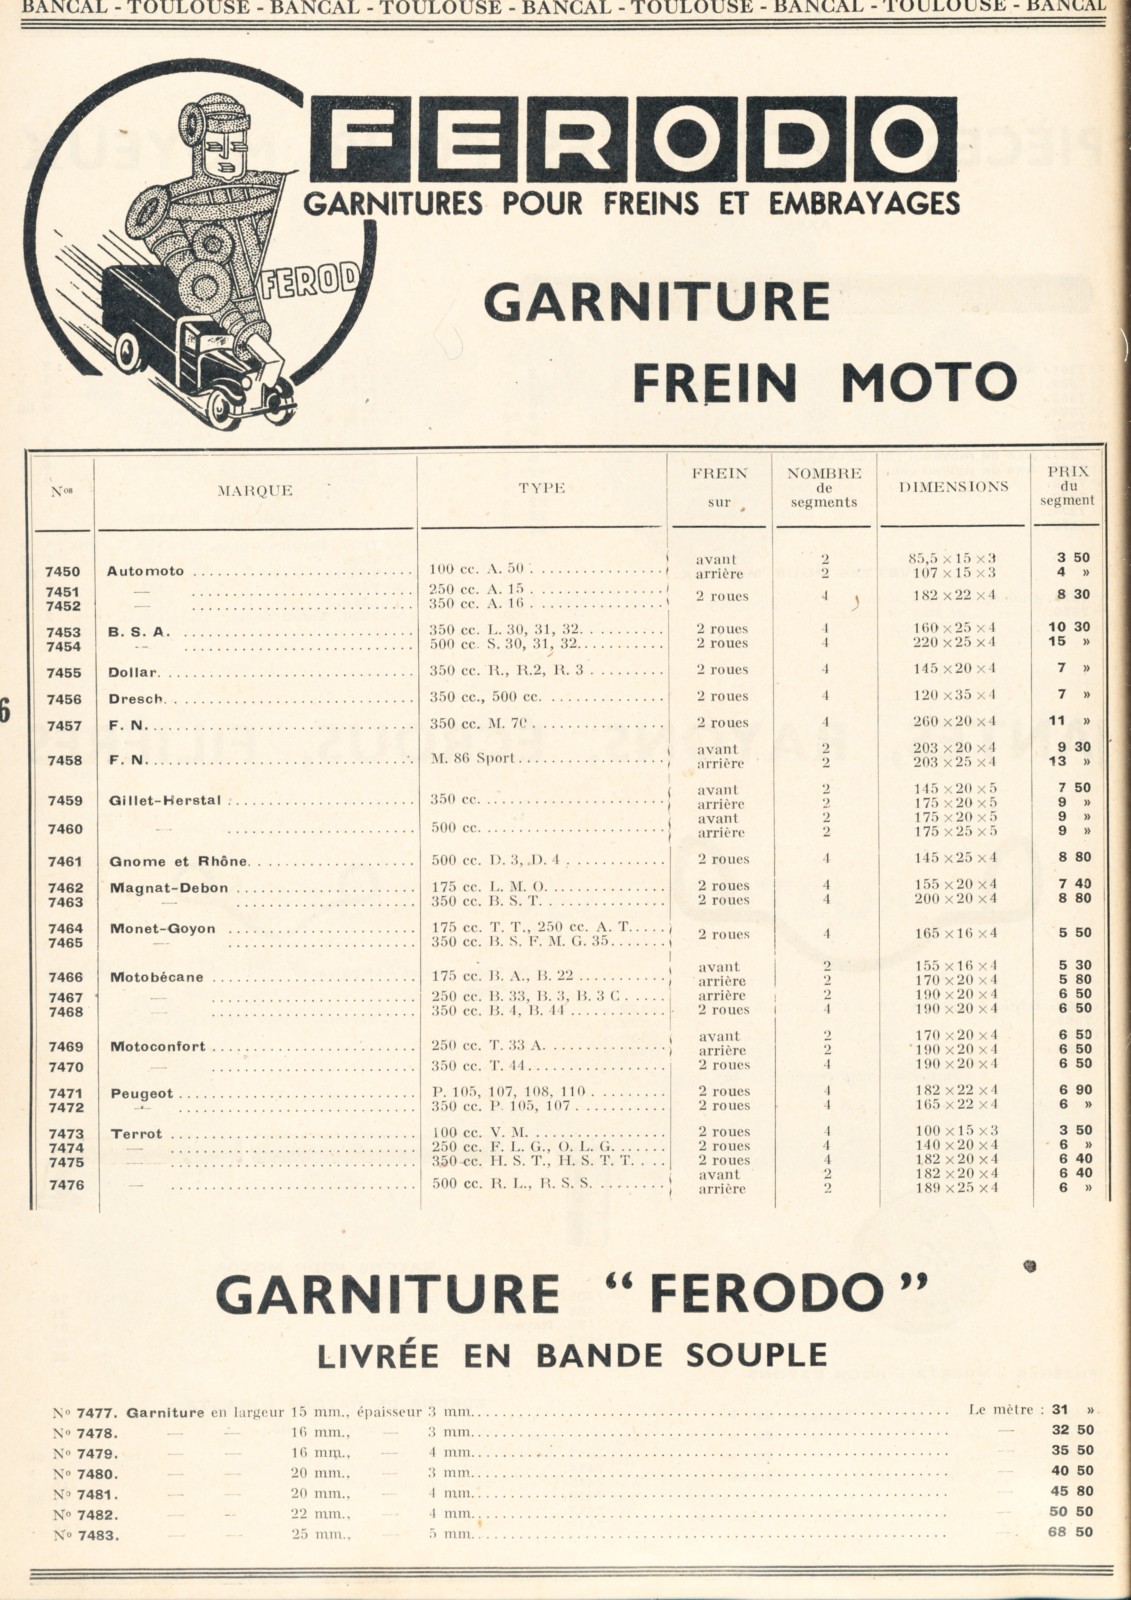 BANCAL - TOULOUSE - BANCAL - TOULOUSE - BANCAL - TOULOUSE - BANCAL - TOULOUSE - BANCAL
FERODO
GARNITURES POUR FREINS ET EMBRAYAGES
FEROD
GARNITURE
FREIN MOTO
Nos MARQUE TYPE FREIN sur NOMBRE de segments DIMENSIONS PRIX du segment
7450 Automoto 100 cc. A. 50 avant 2 85,5 × 15 × 3 3 50
arrière 2 107 × 15 × 3 4 »
7451 — 250 cc. A. 15
7452 — 350 cc. A. 16 2 roues 4 182 × 22 × 4 8 30
7453 B. S. A. 350 cc. L. 30, 31, 32. 2 roues 4 160 × 25 × 4 10 30
7454 — 500 cc. S. 30, 31, 32. 2 roues 4 220 × 25 × 4 15 »
7455 Dollar. 350 cc. R., R.2, R. 3 2 roues 4 145 × 20 × 4 7 »
7456 Dresch. 350 cc., 500 cc. 2 roues 4 120 × 35 × 4 7 »
7457 F. N. 350 cc. M. 70. 2 roues 4 260 × 20 × 4 11 »
7458 F. N. M. 86 Sport avant 2 203 × 20 × 4 9 30
arrière 2 203 × 25 × 4 13 »
7459 Gillet-Herstal 350 cc. avant 2 145 × 20 × 5 7 50
arrière 2 175 × 20 × 5 9 »
7460 — 500 cc. avant 2 175 × 20 × 5 9 »
arrière 2 175 × 25 × 5 9 »
7461 Gnome et Rhône. 500 cc. D. 3, D. 4 2 roues 4 145 × 25 × 4 8 80
7462 Magnat-Debon 175 cc. L. M. O. 2 roues 4 155 × 20 × 4 7 40
7463 — 350 cc. B. S. T. 2 roues 4 200 × 20 × 4 8 80
7464 Monet-Goyon 175 cc. T. T., 250 cc. A. T.
7465 — 350 cc. B. S. F. M. G. 35. 2 roues 4 165 × 16 × 4 5 50
7466 Motobécane 175 cc. B. A., B. 22 avant 2 155 × 16 × 4 5 30
arrière 2 170 × 20 × 4 5 80
7467 — 250 cc. B. 33, B. 3, B. 3 C. arrière 2 190 × 20 × 4 6 50
7468 — 350 cc. B. 4, B. 44 2 roues 4 190 × 20 × 4 6 50
7469 Motoconfort 250 cc. T. 33 A. avant 2 170 × 20 × 4 6 50
arrière 2 190 × 20 × 4 6 50
7470 — 350 cc. T. 44. 2 roues 4 190 × 20 × 4 6 50
7471 Peugeot P. 105, 107, 108, 110 2 roues 4 182 × 22 × 4 6 90
7472 — 350 cc. P. 105, 107 2 roues 4 165 × 22 × 4 6 »
7473 Terrot 100 cc. V. M. 2 roues 4 100 × 15 × 3 3 50
7474 — 250 cc. F. L. G., O. L. G. 2 roues 4 140 × 20 × 4 6 »
7475 — 350 cc. H. S. T., H. S. T. T. 2 roues 4 182 × 20 × 4 6 40
7476 — 500 cc. R. L., R. S. S. avant 2 182 × 20 × 4 6 40
arrière 2 189 × 25 × 4 6 »
6
GARNITURE “ FERODO ”
LIVRÉE EN BANDE SOUPLE
No 7477. Garniture en largeur 15 mm., épaisseur 3 mm. Le mètre : 31 »
No 7478. — — 16 mm., — 3 mm. — 32 50
No 7479. — — 16 mm., — 4 mm. — 35 50
No 7480. — — 20 mm., — 3 mm. — 40 50
No 7481. — — 20 mm., — 4 mm. — 45 80
No 7482. — — 22 mm., — 4 mm. — 50 50
No 7483. — — 25 mm., — 5 mm. — 68 50